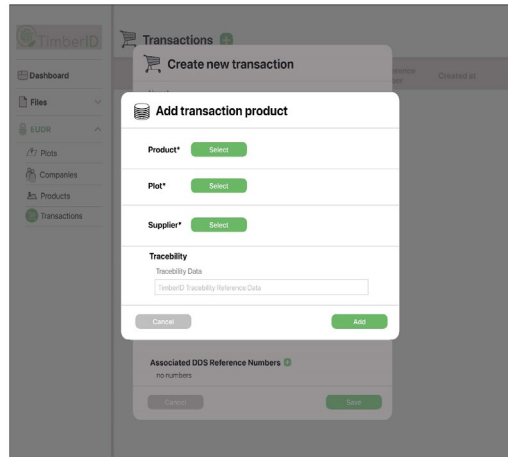 TimberID
Transactions
Create new transaction
Dashboard
Created at
Files
Add transaction product
EUDR
Product* Select
Plots
Companies
Plot* Select
Products
Transactions
Supplier* Select
Tracebility
Tracebility Data
TimberID Tracebility Reference Data
Cancel Add
Associated DDS Reference Numbers
no numbers
Cancel Save